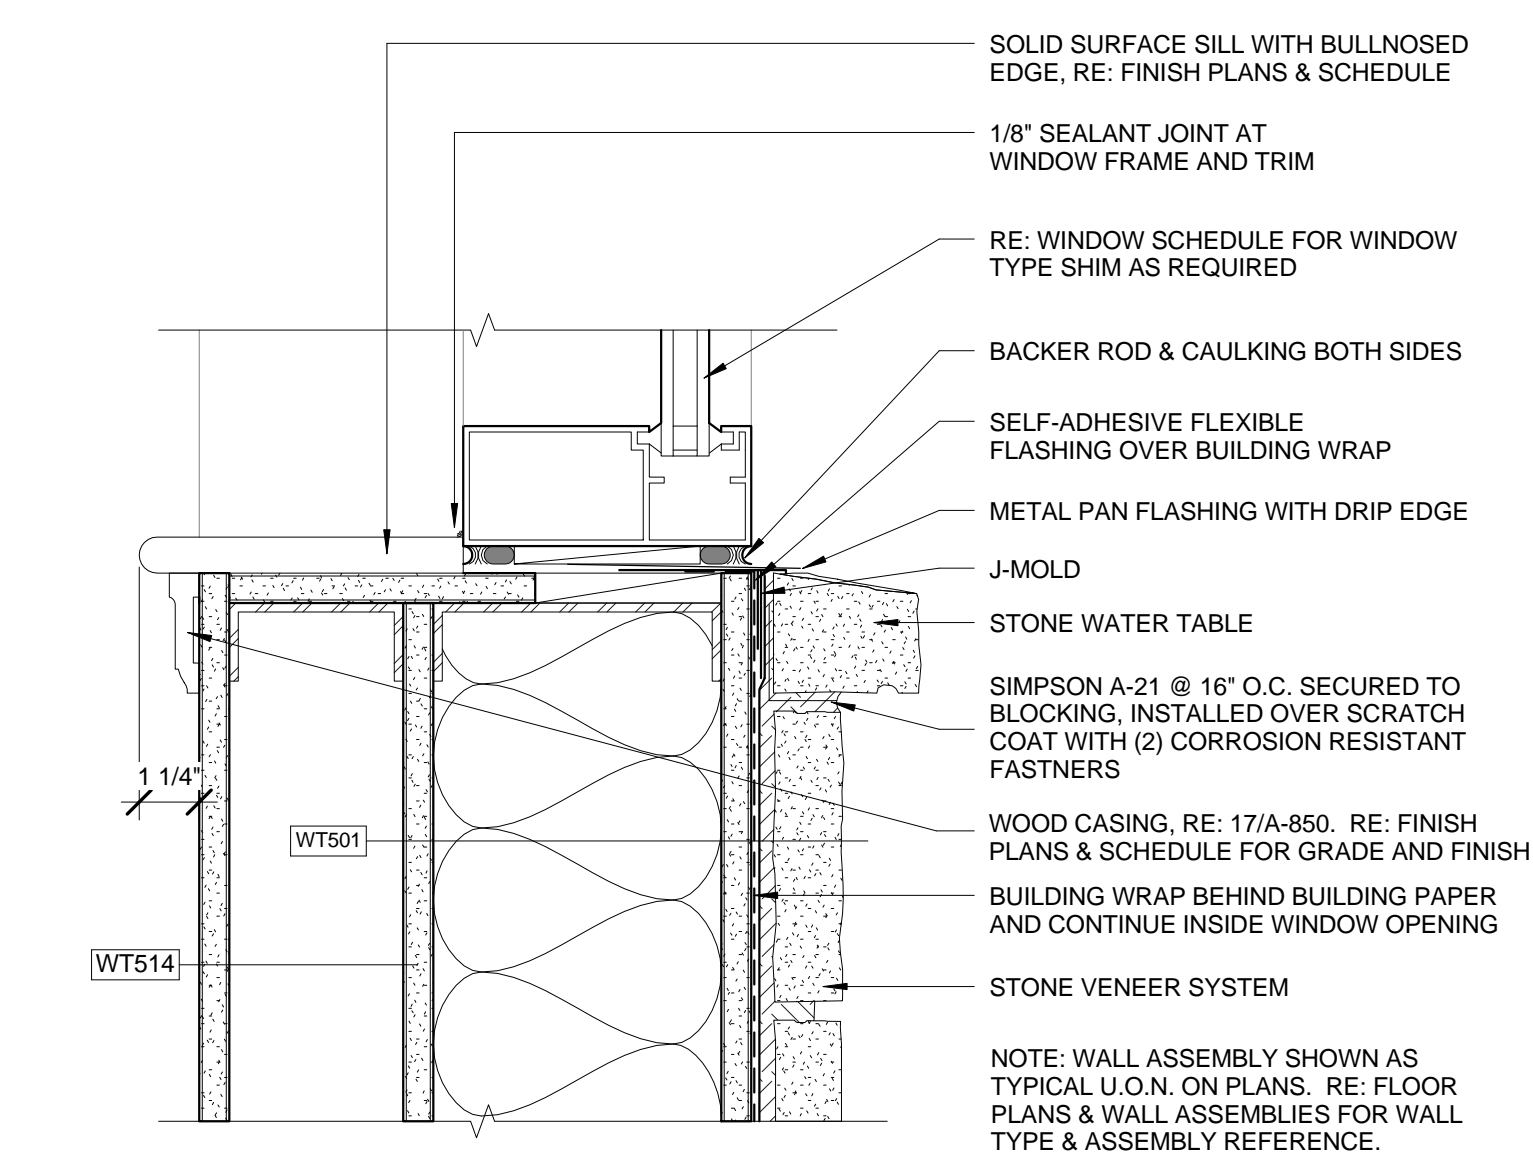 SOLID SURFACE SILL WITH BULLNOSED
EDGE, RE: FINISH PLANS & SCHEDULE
1/8" SEALANT JOINT AT
WINDOW FRAME AND TRIM
RE: WINDOW SCHEDULE FOR WINDOW
TYPE SHIM AS REQUIRED
BACKER ROD & CAULKING BOTH SIDES
SELF-ADHESIVE FLEXIBLE
FLASHING OVER BUILDING WRAP
METAL PAN FLASHING WITH DRIP EDGE
J-MOLD
STONE WATER TABLE
SIMPSON A-21 @ 16" O.C. SECURED TO
BLOCKING, INSTALLED OVER SCRATCH
COAT WITH (2) CORROSION RESISTANT
FASTNERS
1 1/4"
WT501
WOOD CASING, RE: 17/A-850. RE: FINISH
PLANS & SCHEDULE FOR GRADE AND FINISH
BUILDING WRAP BEHIND BUILDING PAPER
AND CONTINUE INSIDE WINDOW OPENING
WT514
STONE VENEER SYSTEM
NOTE: WALL ASSEMBLY SHOWN AS
TYPICAL U.O.N. ON PLANS. RE: FLOOR
PLANS & WALL ASSEMBLIES FOR WALL
TYPE & ASSEMBLY REFERENCE.